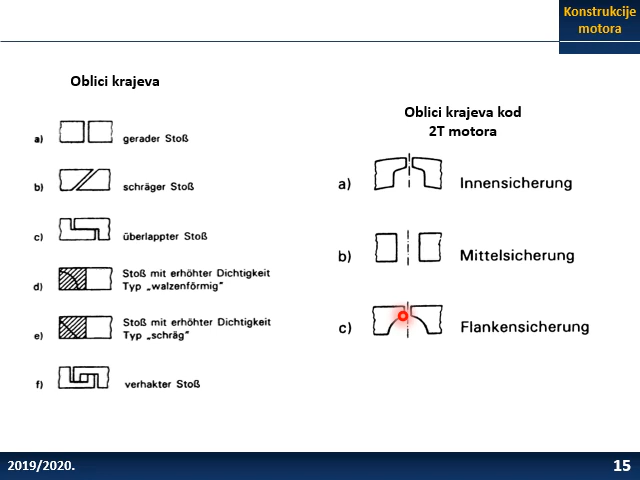 Konstrukcije
motora
Oblici krajeva
a) gerader Stoß
b) schräger Stoß
c) überlappter Stoß
d) Stoß mit erhöhter Dichtigkeit
Typ „walzenförmig"
e) Stoß mit erhöhter Dichtigkeit
Typ „schräg"
f) verhakter Stoß
Oblici krajeva kod
2T motora
a) Innensicherung
b) Mittelsicherung
c) Flankensicherung
2019/2020.
15